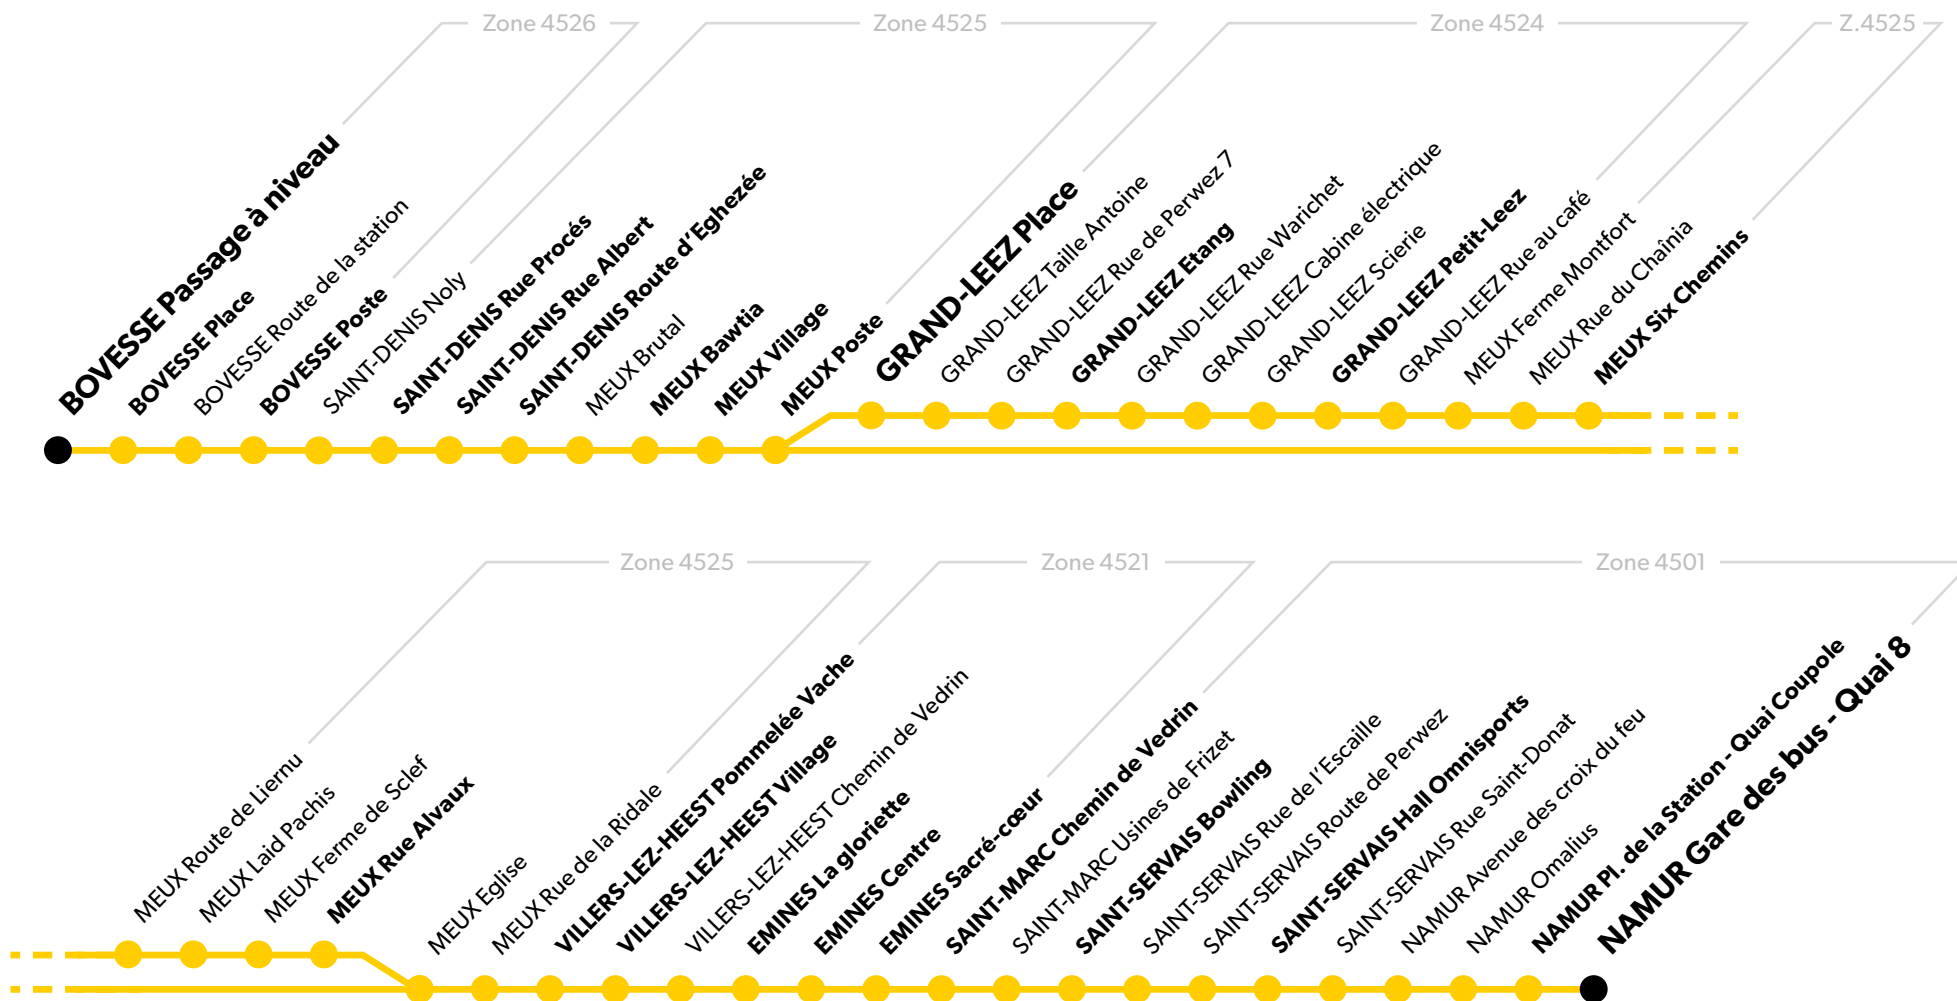 Zone 4526
Zone 4525
Zone 4524
Z.4525
BOVESSE Passage à niveau
BOVESSE Place
BOVESSE Route de la station
BOVESSE Poste
SAINT-DENIS Noly
SAINT-DENIS Rue Procés
SAINT-DENIS Rue Albert
SAINT-DENIS Route d'Eghezée
MEUX Brutal
MEUX Bawtia
MEUX Village
MEUX Poste
GRAND-LEEZ Place
GRAND-LEEZ Taille Antoine
GRAND-LEEZ Rue de Perwez 7
GRAND-LEEZ Etang
GRAND-LEEZ Rue Warichet
GRAND-LEEZ Cabine électrique
GRAND-LEEZ Scierie
GRAND-LEEZ Petit-Leez
GRAND-LEEZ Rue au café
MEUX Ferme Montfort
MEUX Rue du Chaînia
MEUX Six Chemins
Zone 4525
Zone 4521
Zone 4501
MEUX Route de Liernu
MEUX Laid Pachis
MEUX Ferme de Sclef
MEUX Rue Alvaux
MEUX Eglise
MEUX Rue de la Ridale
VILLERS-LEZ-HEEST Pommelée Vache
VILLERS-LEZ-HEEST Village
VILLERS-LEZ-HEEST Chemin de Vedrin
EMINES La gloriette
EMINES Centre
EMINES Sacré-cœur
SAINT-MARC Chemin de Vedrin
SAINT-MARC Usines de Frizet
SAINT-SERVAIS Bowling
SAINT-SERVAIS Rue de l'Escaille
SAINT-SERVAIS Route de Perwez
SAINT-SERVAIS Hall Omnisports
SAINT-SERVAIS Rue Saint-Donat
NAMUR Avenue des croix du feu
NAMUR Omalius
NAMUR Pl. de la Station - Quai Coupole
NAMUR Gare des bus - Quai 8